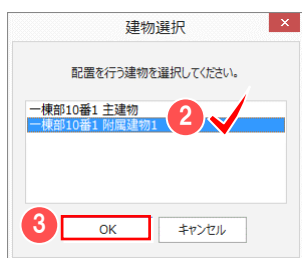 建物選択
×
配置を行う建物を選択してください。
一棟部10番1 主建物
一棟部10番1 附属建物1
2
3
OK
キャンセル